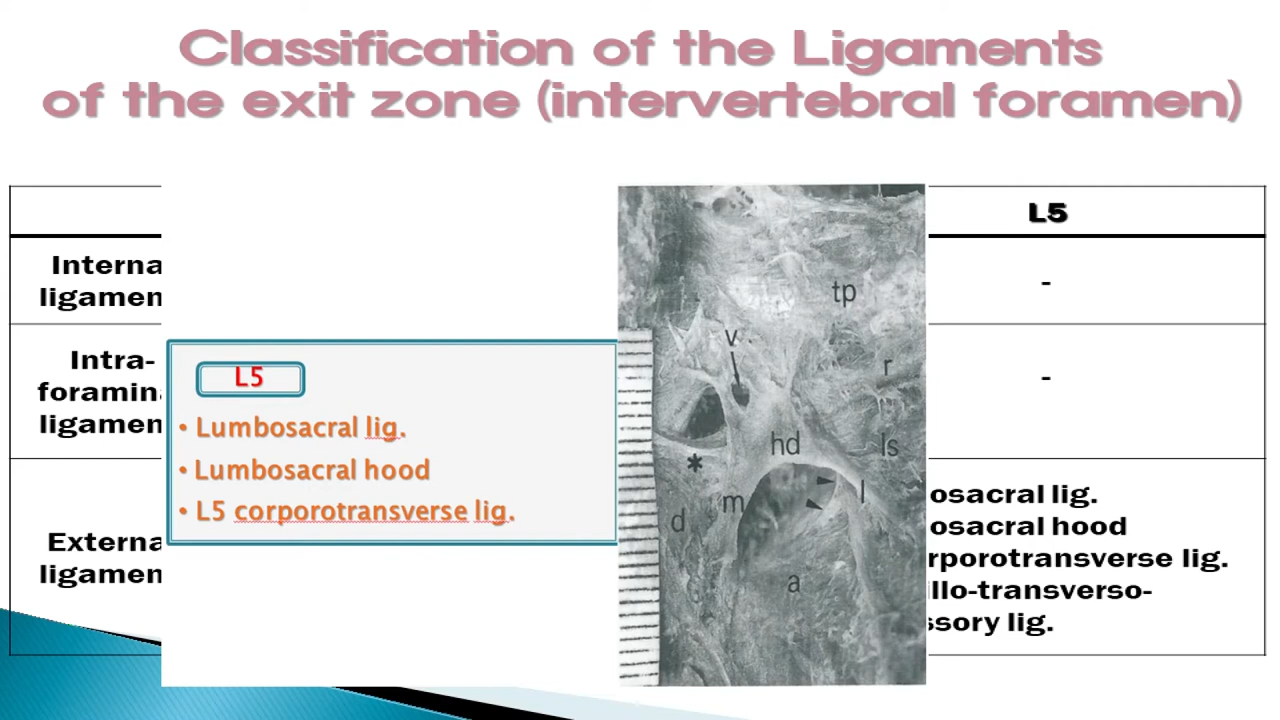 Classification of the Ligaments
of the exit zone (intervertebral foramen)
L5
Interna
ligamen
-
Intra-
foramin
ligamen
-
Externa
ligamen
osacral lig.
osacral hood
rporotransverse lig.
llo-transverso-
ssory lig.
L5
• Lumbosacral lig.
• Lumbosacral hood
• L5 corporotransverse lig.
tp
v
r
hd
ls
*
m
l
d
a